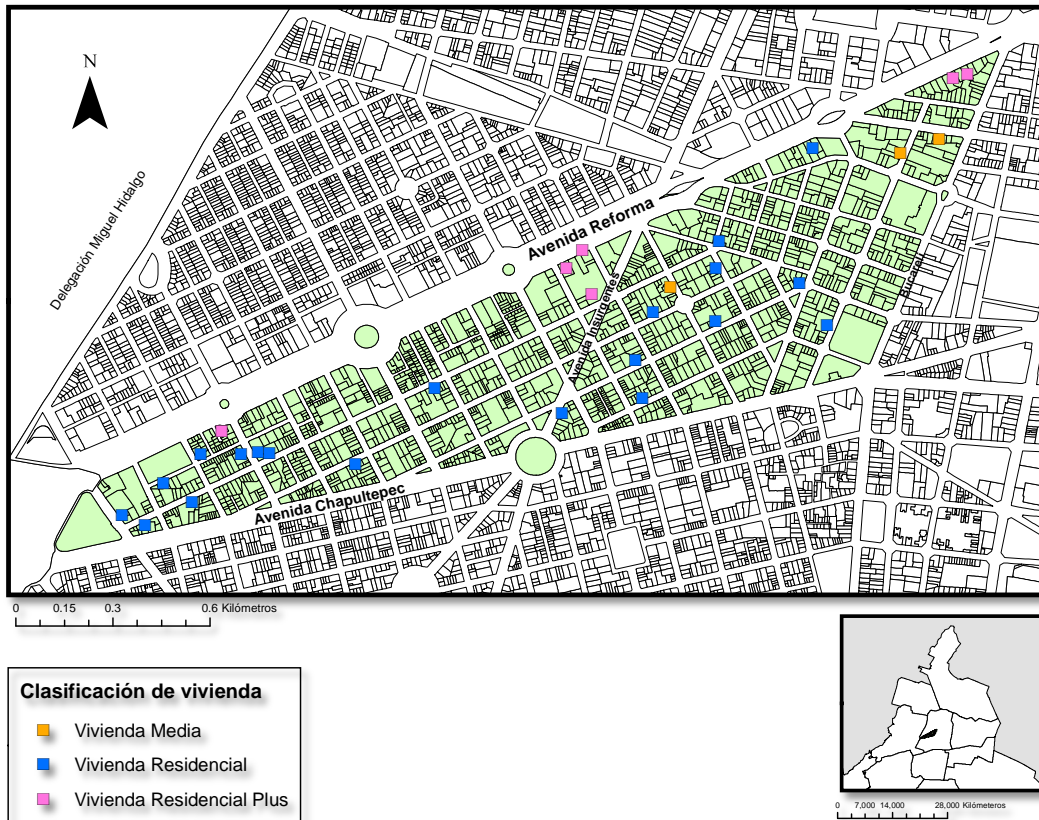 N
Delegación Miguel Hidalgo
Avenida Reforma
Avenida Insurgentes
Bucareli
Avenida Chapultepec
0 0.15 0.3 0.6 Kilómetros
Clasificación de vivienda
Vivienda Media
Vivienda Residencial
Vivienda Residencial Plus
0 7,000 14,000 28,000 Kilómeteros